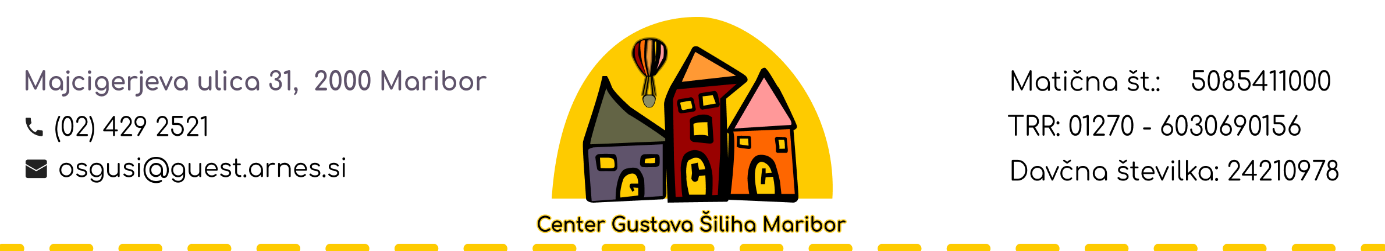 Majcigerjeva ulica 31, 2000 Maribor
(02) 429 2521
osgusi@guest.arnes.si
G C C
Center Gustava Šiliha Maribor
Matična št.: 5085411000
TRR: 01270 - 6030690156
Davčna številka: 24210978